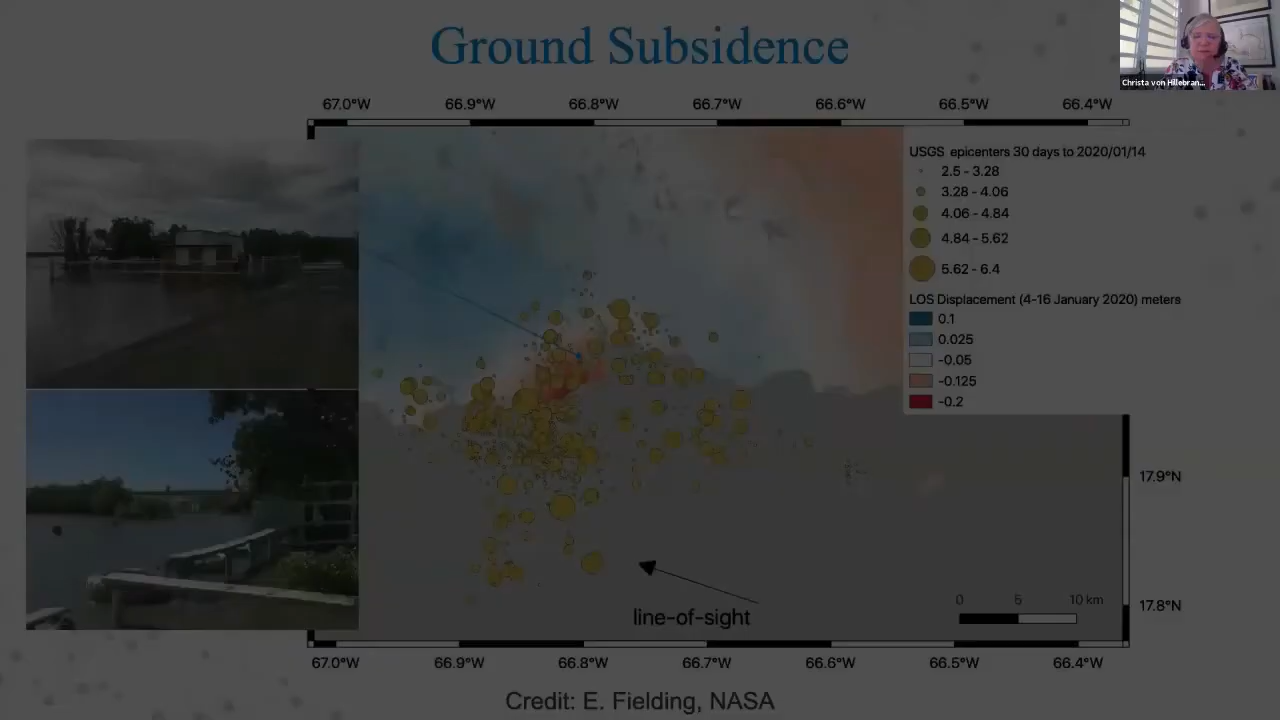 Ground Subsidence
Christa von Hillebran...
67.0°W 66.9°W 66.8°W 66.7°W 66.6°W 66.5°W 66.4°W
USGS epicenters 30 days to 2020/01/14
2.5 - 3.28
3.28 - 4.06
4.06 - 4.84
4.84 - 5.62
5.62 - 6.4
LOS Displacement (4-16 January 2020) meters
0.1
0.025
-0.05
-0.125
-0.2
17.9°N
line-of-sight
0 5 10 km
17.8°N
67.0°W 66.9°W 66.8°W 66.7°W 66.6°W 66.5°W 66.4°W
Credit: E. Fielding, NASA